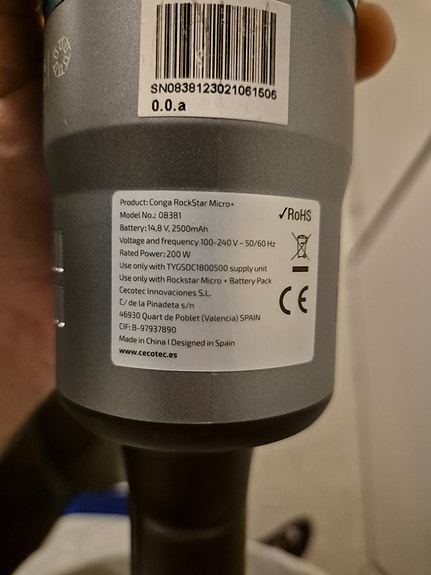 SN0838123021061506
0.0.a
Product: Conga RockStar Micro+
Model No.: 08381
Battery: 14,8 V, 2500mAh
Voltage and frequency 100-240 V ~ 50/60 Hz
Rated Power: 200 W
Use only with TYGSDC1800500 supply unit
Use only with Rockstar Micro + Battery Pack
Cecotec Innovaciones S.L.
C/ de la Pinadeta s/n
46930 Quart de Poblet (Valencia) SPAIN
CIF: B-97937890
Made in China I Designed in Spain
www.cecotec.es
✓RoHS
CE